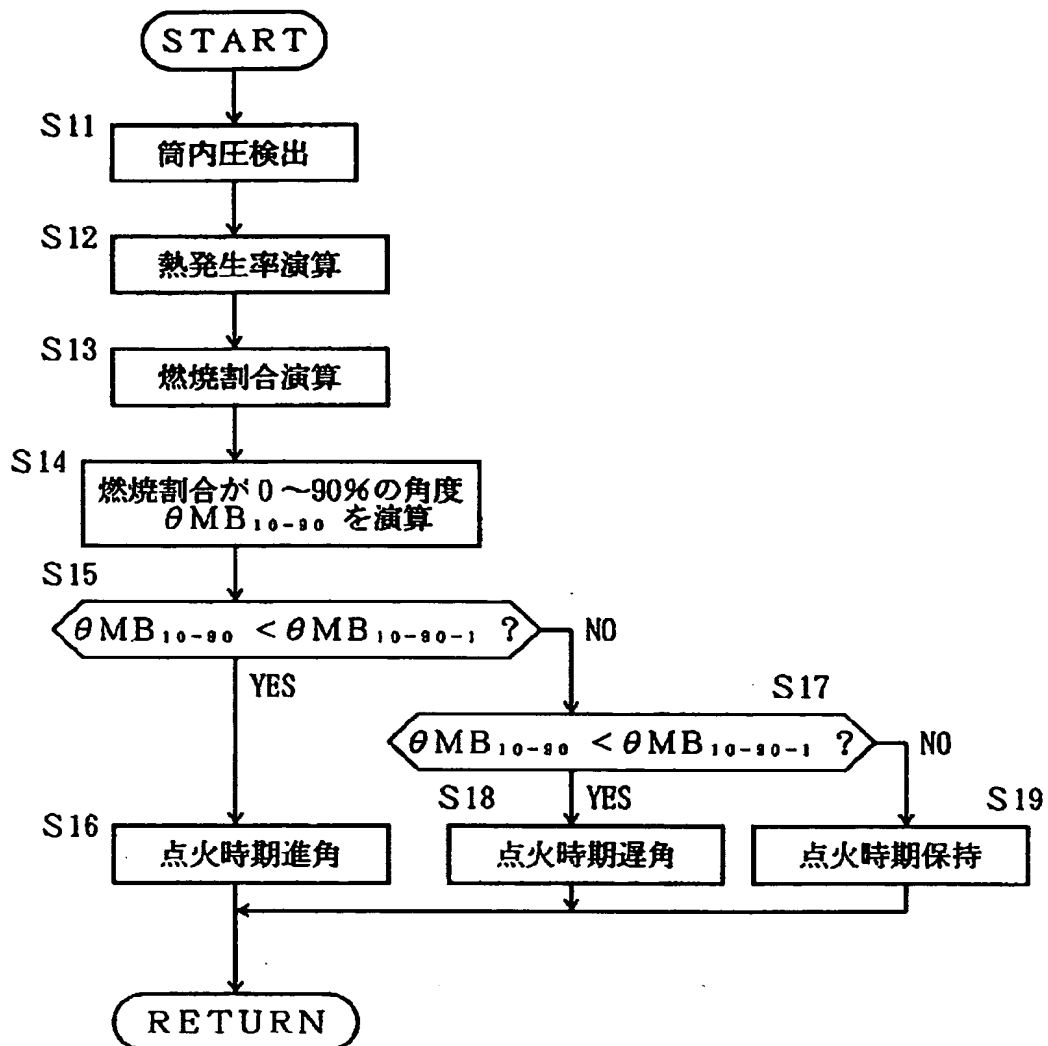 START
S11
筒内圧検出
S12
熱発生率演算
S13
燃焼割合演算
S14
燃焼割合が0~90%の角度
θMB₁₀₋₉₀ を演算
S15
θMB₁₀₋₉₀ < θMB₁₀₋₉₀₋₁ ?
NO
YES
S17
θMB₁₀₋₉₀ < θMB₁₀₋₉₀₋₁ ?
NO
S18
YES
S19
S16
点火時期進角
点火時期遅角
点火時期保持
RETURN